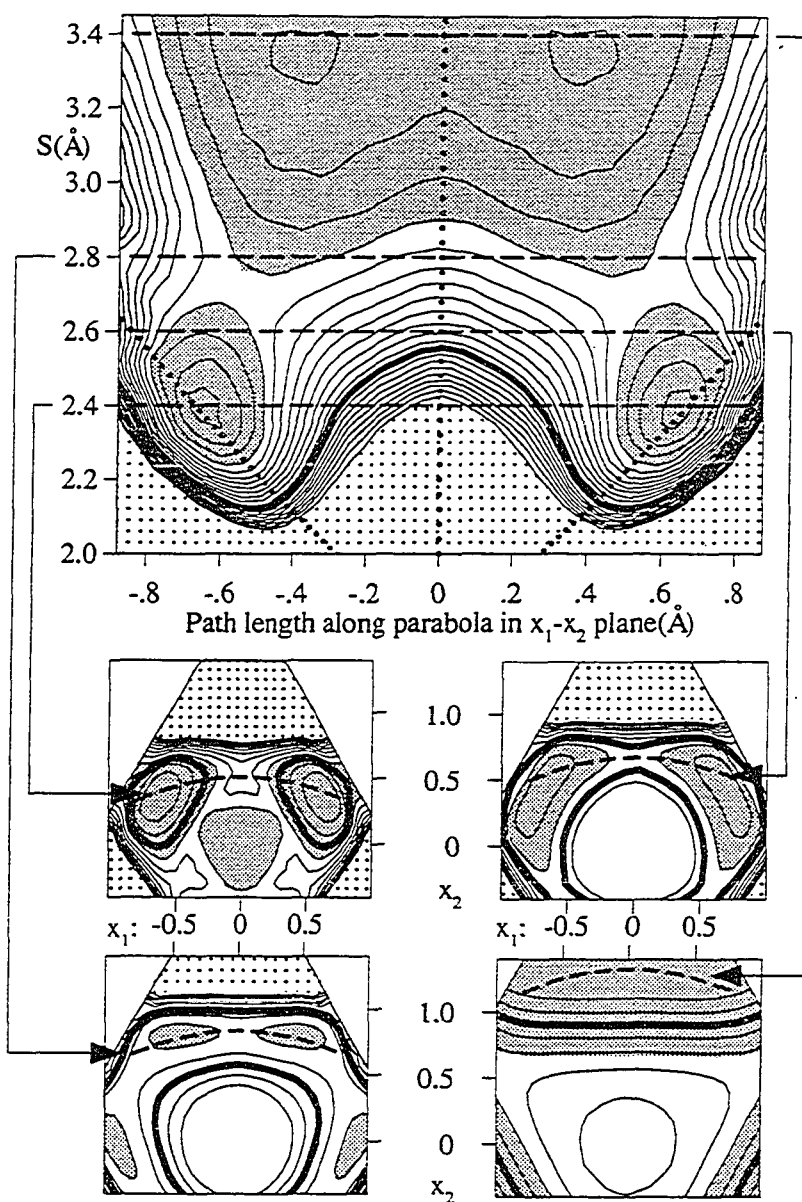 3.4
3.2
S(Å)
3.0
2.8
2.6
2.4
2.2
2.0
-.8 -.6 -.4 -.2 0 .2 .4 .6 .8
Path length along parabola in x₁-x₂ plane(Å)
1.0
0.5
0
x₂
x₁: -0.5 0 0.5
x₁: -0.5 0 0.5
1.0
0.5
0
x₂